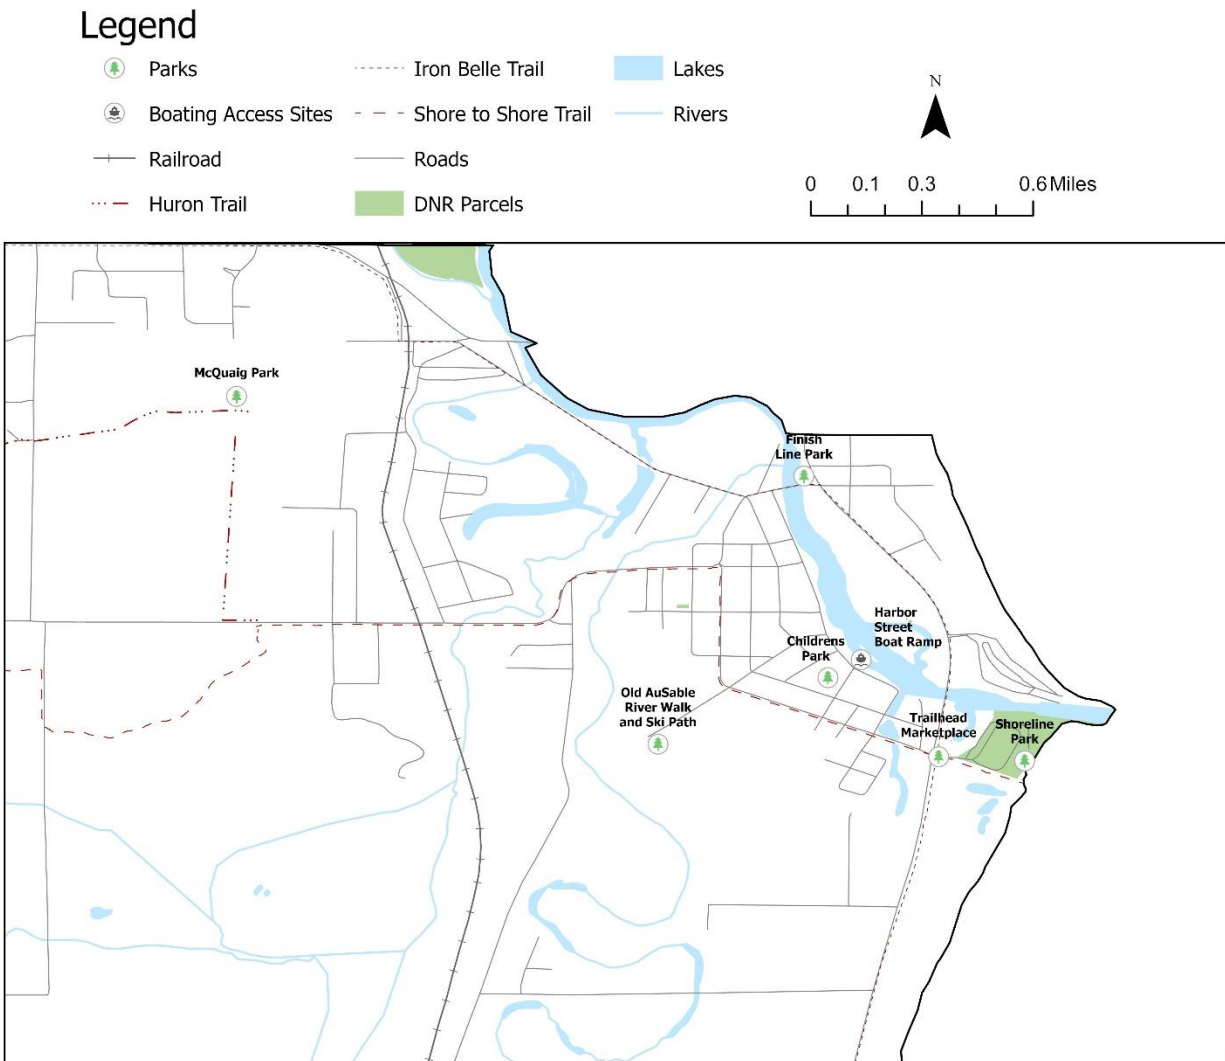 Legend
Parks
Boating Access Sites
Railroad
Huron Trail
Iron Belle Trail
Shore to Shore Trail
Roads
DNR Parcels
Lakes
Rivers
N
0 0.1 0.3 0.6 Miles
McQuaig Park
Finish
Line Park
Harbor
Street
Boat Ramp
Childrens
Park
Old AuSable
River Walk
and Ski Path
Trailhead
Marketplace
Shoreline
Park